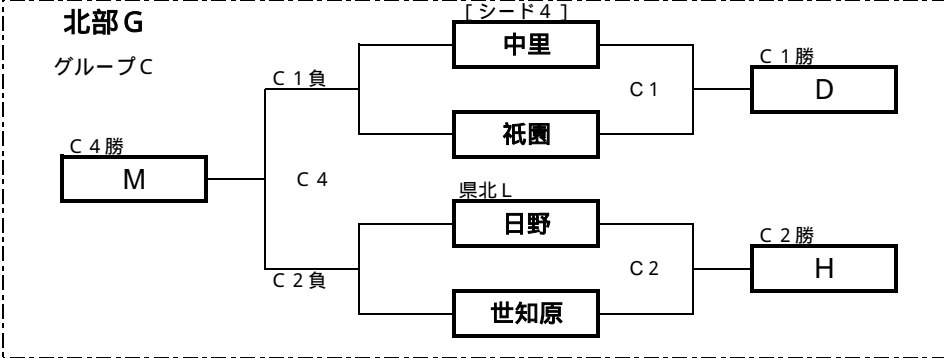 北部G
[シード4]
中里
グループC
C1負
C1
C1勝
D
祇園
C4勝
M
C4
県北L
日野
C2負
C2
C2勝
H
世知原